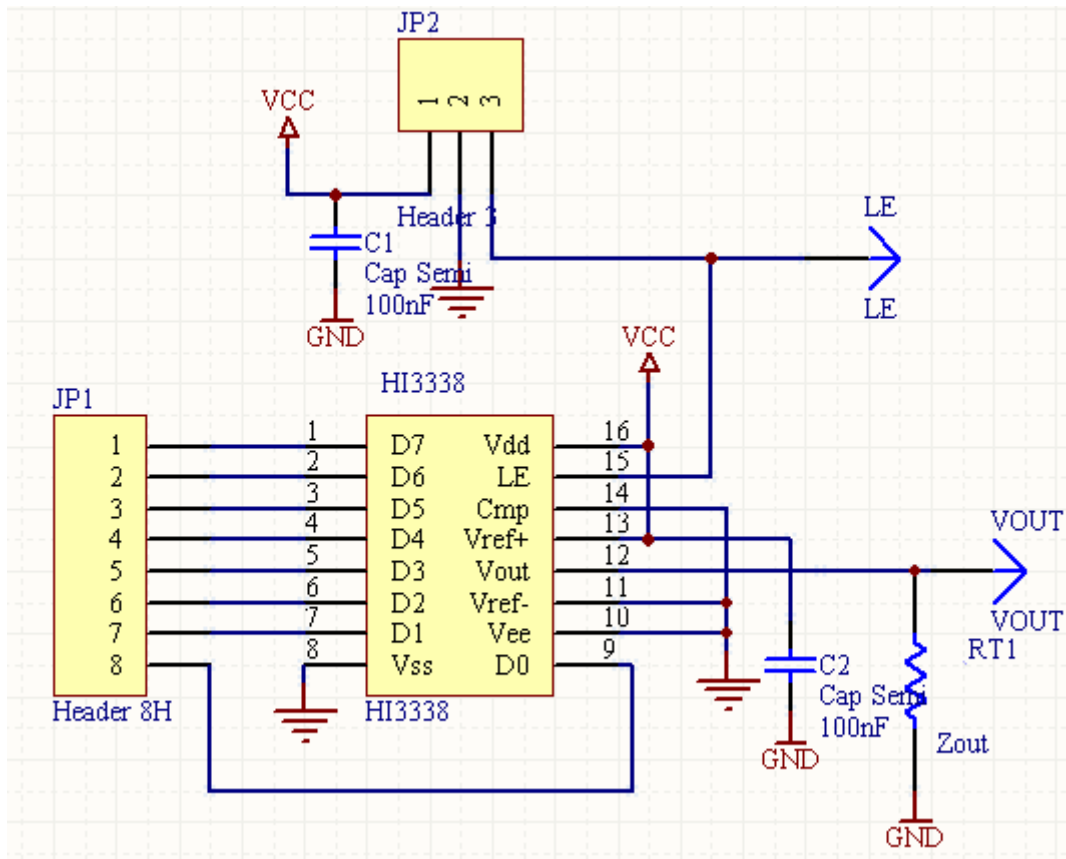 JP2
1 2 3
Header 3
VCC
C1
Cap Semi
100nF
GND
LE
LE
VCC
HI3338
JP1
1 1 D7 Vdd 16
2 2 D6 LE 15
3 3 D5 Cmp 14
4 4 D4 Vref+ 13
5 5 D3 Vout 12
6 6 D2 Vref- 11
7 7 D1 Vee 10
8 8 Vss D0 9
Header 8H
HI3338
VOUT
VOUT
C2
Cap Semi
100nF
GND
RT1
Zout
GND